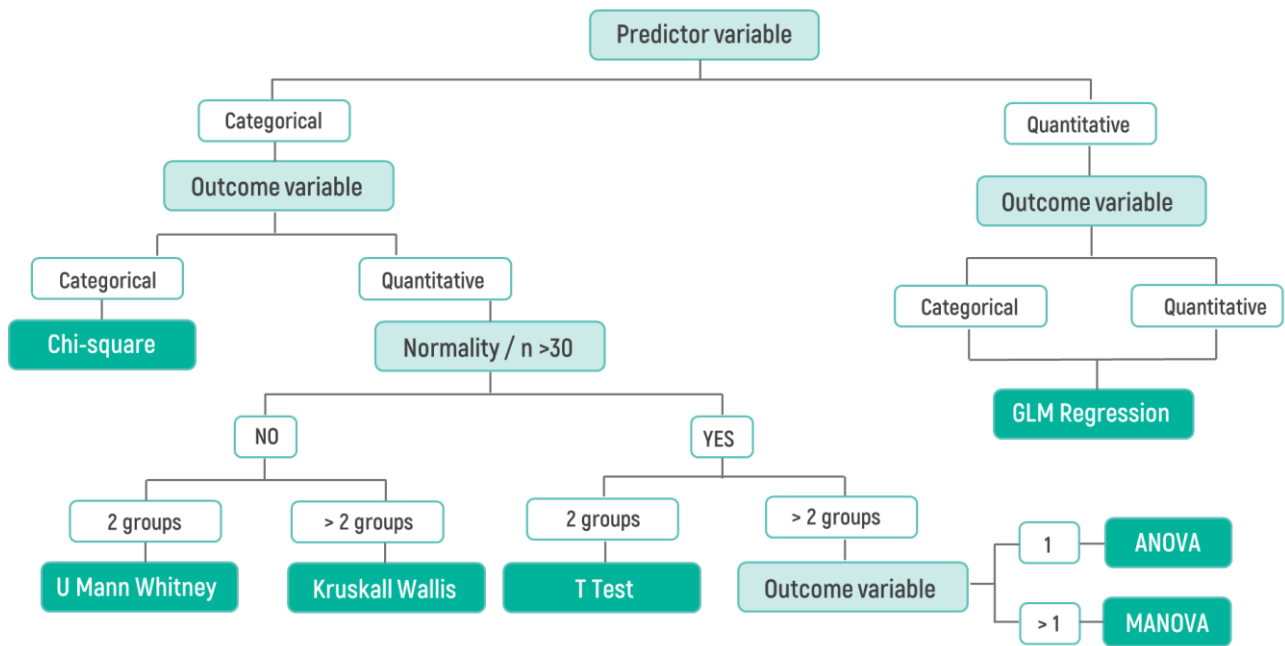 Predictor variable
Categorical
Quantitative
Outcome variable
Outcome variable
Categorical
Quantitative
Categorical
Quantitative
Chi-square
Normality / n >30
GLM Regression
NO
YES
2 groups
> 2 groups
2 groups
> 2 groups
1
ANOVA
U Mann Whitney
Kruskall Wallis
T Test
Outcome variable
> 1
MANOVA